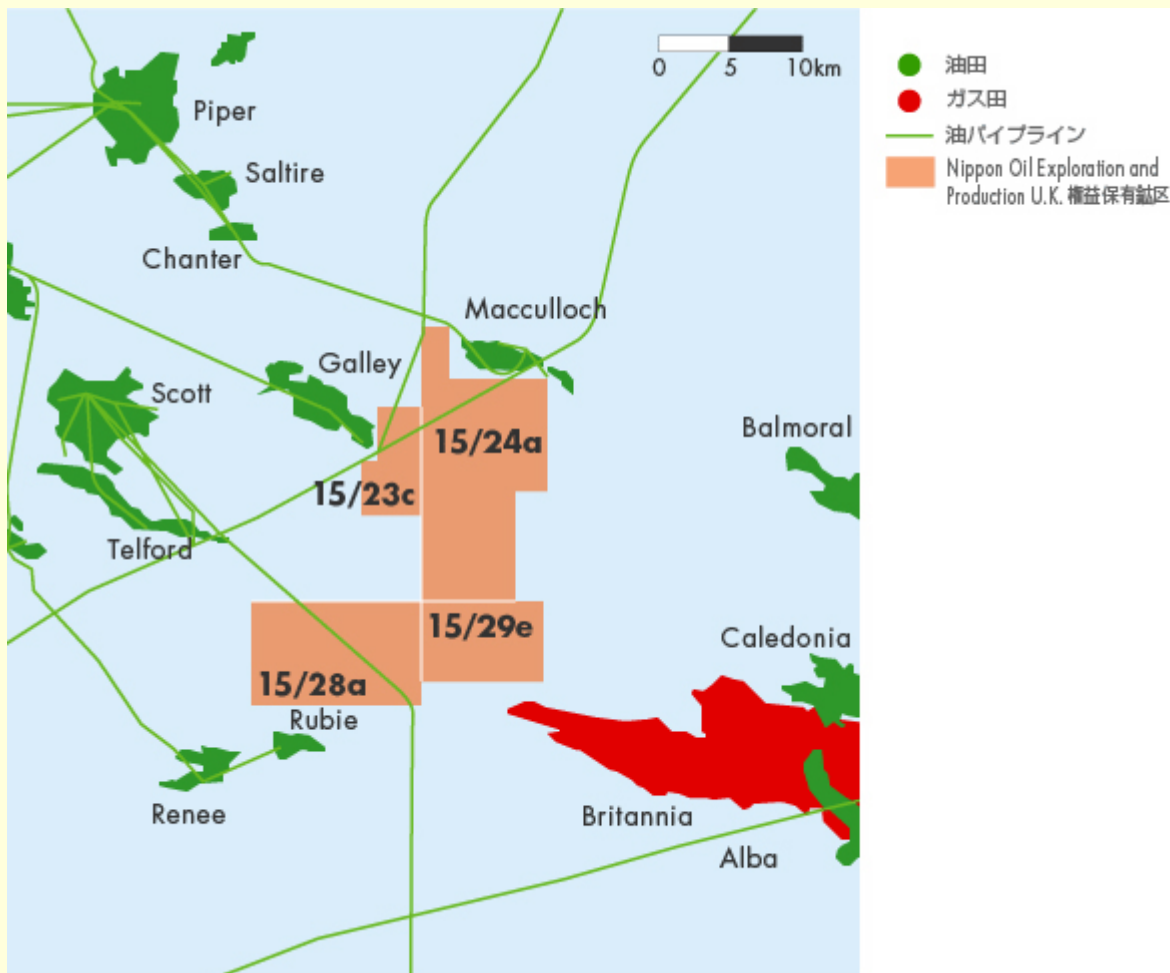 0 5 10km
Piper
Saltire
Chanter
Macculloch
Galley
Scott
15/24a
Balmoral
15/23c
Telford
15/29e
Caledonia
15/28a
Rubie
Renee
Britannia
Alba
油田
ガス田
油パイプライン
Nippon Oil Exploration and
Production U.K. 権益保有鉱区